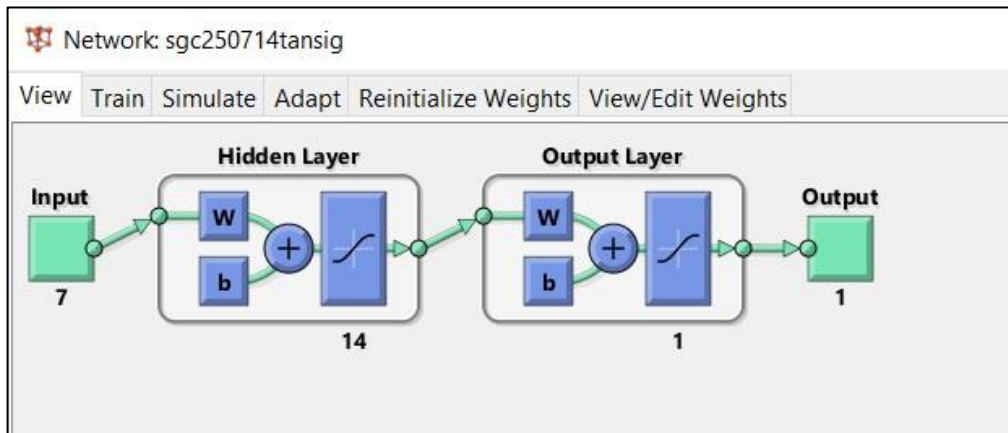 Network: sgc250714tansig
View Train Simulate Adapt Reinitialize Weights View/Edit Weights
Hidden Layer Output Layer
Input Output
W W
+ +
b b
7 1
14 1